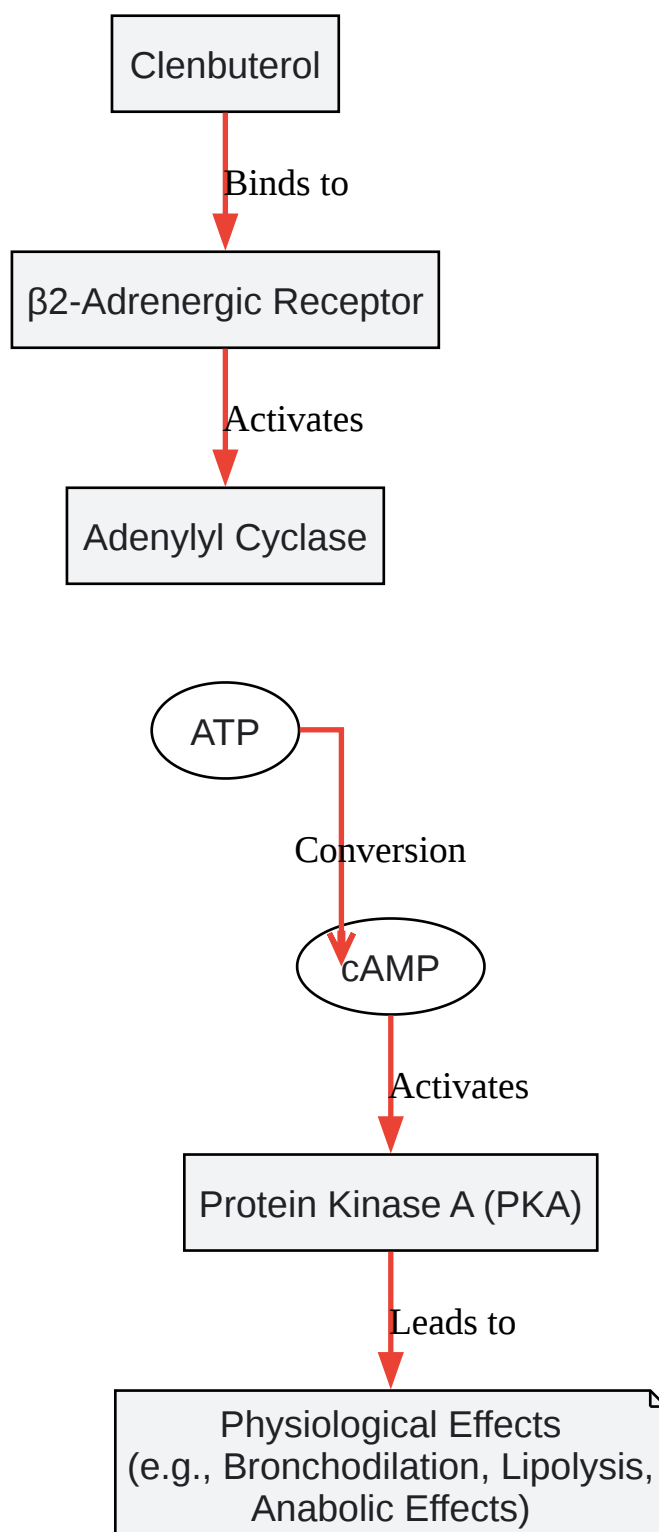 Clenbuterol
Binds to
β2-Adrenergic Receptor
Activates
Adenylyl Cyclase
ATP
Conversion
cAMP
Activates
Protein Kinase A (PKA)
Leads to
Physiological Effects
(e.g., Bronchodilation, Lipolysis,
Anabolic Effects)